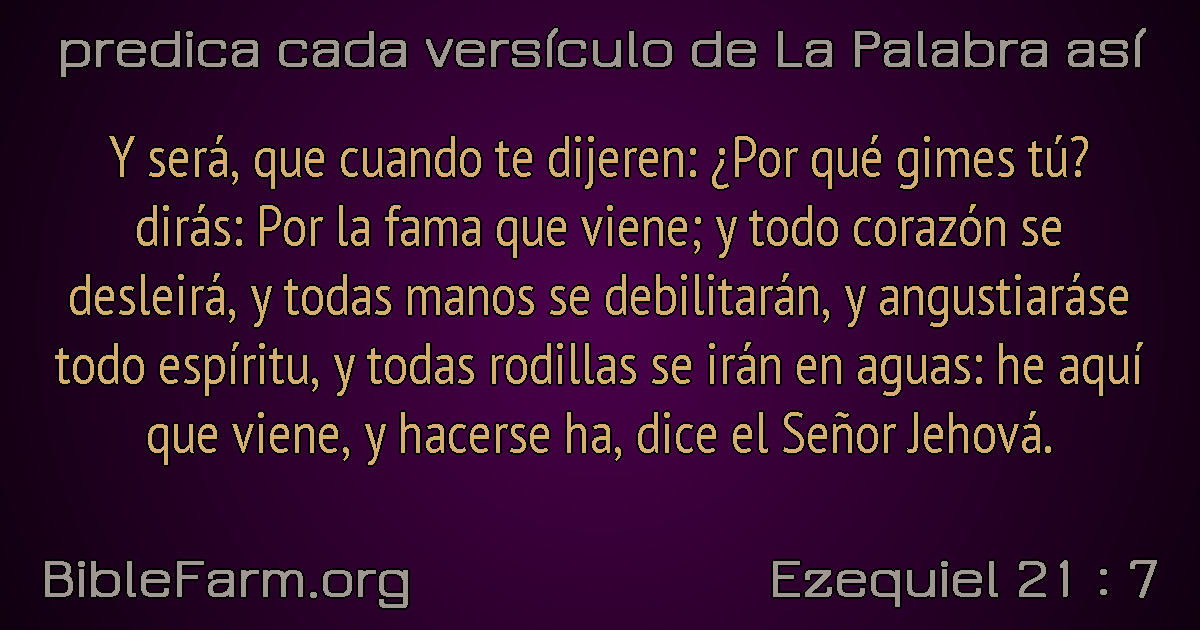 predica cada versículo de La Palabra así
Y será, que cuando te dijeren: ¿Por qué gimes tú?
dirás: Por la fama que viene; y todo corazón se
desleirá, y todas manos se debilitarán, y angustiaráse
todo espíritu, y todas rodillas se irán en aguas: he aquí
que viene, y hacerse ha, dice el Señor Jehová.
BibleFarm.org
Ezequiel 21 : 7